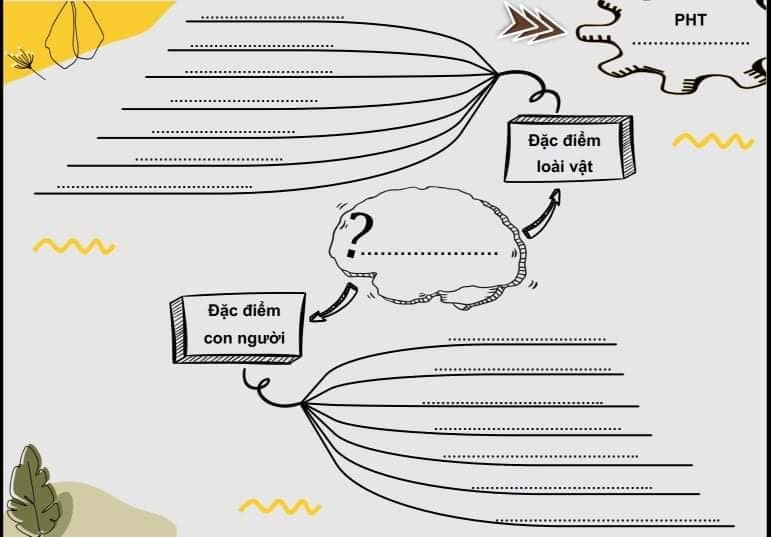 PHT
Đặc điểm
loài vật
?
Đặc điểm
con người